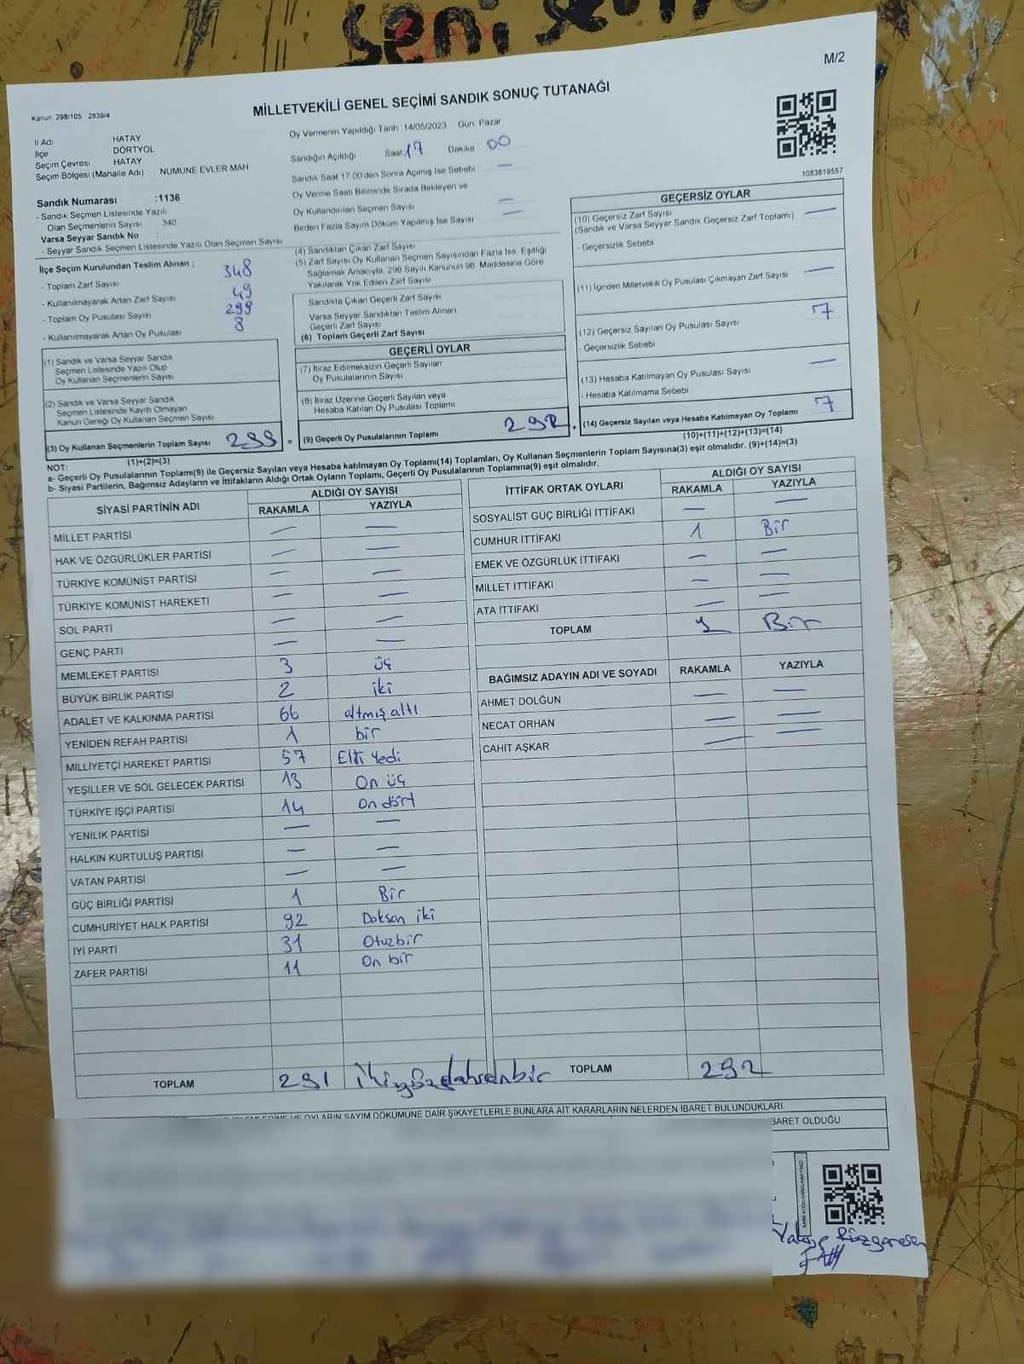 M/2
MİLLETVEKİLİ GENEL SEÇİMİ SANDIK SONUÇ TUTANAĞI
Kanun: 298/105 2839/4
İl Adı HATAY
İlçe DÖRTYOL
Seçim Çevresi HATAY
Seçim Bölgesi (Mahalle Adı) NUMUNE EVLER MAH
Sandık Numarası :1136
- Sandık Seçmen Listesinde Yazılı
Olan Seçmenlerin Sayısı 340
Varsa Seyyar Sandık No :
- Seyyar Sandık Seçmen Listesinde Yazılı Olan Seçmen Sayısı
Oy Vermenin Yapıldığı Tarih: 14/05/2023 Gün: Pazar
Sandığın Açıldığı Saat 17 Dakika 00
Sandık Saat 17.00'den Sonra Açılmış İse Sebebi —
Oy Verme Saati Bitiminde Sırada Bekleyen ve
Oy Kullandırılan Seçmen Sayısı —
Birden Fazla Sayım Döküm Yapılmış İse Sayısı —
1083619557
İlçe Seçim Kurulundan Teslim Alınan :
- Toplam Zarf Sayısı 348
- Kullanılmayarak Artan Zarf Sayısı 49
- Toplam Oy Pusulası Sayısı 299
- Kullanılmayarak Artan Oy Pusulası 8
(1) Sandık ve Varsa Seyyar Sandık
Seçmen Listesinde Yazılı Olup
Oy Kullanan Seçmenlerin Sayısı
(2) Sandık ve Varsa Seyyar Sandık
Seçmen Listesinde Kayıtlı Olmayan
Kanun Gereği Oy Kullanan Seçmen Sayısı
(3) Oy Kullanan Seçmenlerin Toplam Sayısı 299
(1)+(2)=(3)
(4) Sandıktan Çıkan Zarf Sayısı
(5) Zarf Sayısı Oy Kullanan Seçmen Sayısından Fazla İse, Eşitliği
Sağlamak Amacıyla, 298 Sayılı Kanunun 98. Maddesine Göre
Yakılarak Yok Edilen Zarf Sayısı
Sandıkta Çıkan Geçerli Zarf Sayısı
Varsa Seyyar Sandıktan Teslim Alınan
Geçerli Zarf Sayısı
(6) Toplam Geçerli Zarf Sayısı
GEÇERLİ OYLAR
(7) İtiraz Edilmeksizin Geçerli Sayılan
Oy Pusulalarının Sayısı
(8) İtiraz Üzerine Geçerli Sayılan veya
Hesaba Katılan Oy Pusulası Toplamı
(9) Geçerli Oy Pusulalarının Toplamı 292
GEÇERSİZ OYLAR
(10) Geçersiz Zarf Sayısı —
(Sandık ve Varsa Seyyar Sandık Geçersiz Zarf Toplamı)
- Geçersizlik Sebebi
(11) İçinden Milletvekili Oy Pusulası Çıkmayan Zarf Sayısı —
(12) Geçersiz Sayılan Oy Pusulası Sayısı 7
- Geçersizlik Sebebi
(13) Hesaba Katılmayan Oy Pusulası Sayısı —
- Hesaba Katılmama Sebebi
(14) Geçersiz Sayılan veya Hesaba Katılmayan Oy Toplamı 7
(10)+(11)+(12)+(13)=(14)
NOT:
a- Geçerli Oy Pusulalarının Toplamı(9) ile Geçersiz Sayılan veya Hesaba katılmayan Oy Toplamı(14) Toplamları, Oy Kullanan Seçmenlerin Toplam Sayısına(3) eşit olmalıdır. (9)+(14)=(3)
b- Siyasi Partilerin, Bağımsız Adayların ve İttifakların Aldığı Ortak Oyların Toplamı, Geçerli Oy Pusulalarının Toplamına(9) eşit olmalıdır.
SİYASİ PARTİNİN ADI ALDIĞI OY SAYISI
RAKAMLA YAZIYLA
MİLLET PARTİSİ — —
HAK VE ÖZGÜRLÜKLER PARTİSİ — —
TÜRKİYE KOMÜNİST PARTİSİ — —
TÜRKİYE KOMÜNİST HAREKETİ — —
SOL PARTİ — —
GENÇ PARTİ — —
MEMLEKET PARTİSİ 3 üç
BÜYÜK BİRLİK PARTİSİ 2 iki
ADALET VE KALKINMA PARTİSİ 66 altmış altı
YENİDEN REFAH PARTİSİ 1 bir
MİLLİYETÇİ HAREKET PARTİSİ 57 Elli Yedi
YEŞİLLER VE SOL GELECEK PARTİSİ 13 On üç
TÜRKİYE İŞÇİ PARTİSİ 14 On dört
YENİLİK PARTİSİ — —
HALKIN KURTULUŞ PARTİSİ — —
VATAN PARTİSİ — —
GÜÇ BİRLİĞİ PARTİSİ 1 Bir
CUMHURİYET HALK PARTİSİ 92 Doksan iki
İYİ PARTİ 31 Otuzbir
ZAFER PARTİSİ 11 On bir
TOPLAM 291 ikiyüzdoksanbir
İTTİFAK ORTAK OYLARI ALDIĞI OY SAYISI
RAKAMLA YAZIYLA
SOSYALİST GÜÇ BİRLİĞİ İTTİFAKI — —
CUMHUR İTTİFAKI 1 Bir
EMEK VE ÖZGÜRLÜK İTTİFAKI — —
MİLLET İTTİFAKI — —
ATA İTTİFAKI — —
TOPLAM 1 Bir
BAĞIMSIZ ADAYIN ADI VE SOYADI RAKAMLA YAZIYLA
AHMET DOLĞUN — —
NECAT ORHAN — —
CAHİT AŞKAR — —
TOPLAM 292
OYLARIN SAYIM DÖKÜMÜNE DAİR ŞİKAYETLERLE BUNLARA AİT KARARLARIN NELERDEN İBARET BULUNDUKLARI
BARET OLDUĞU